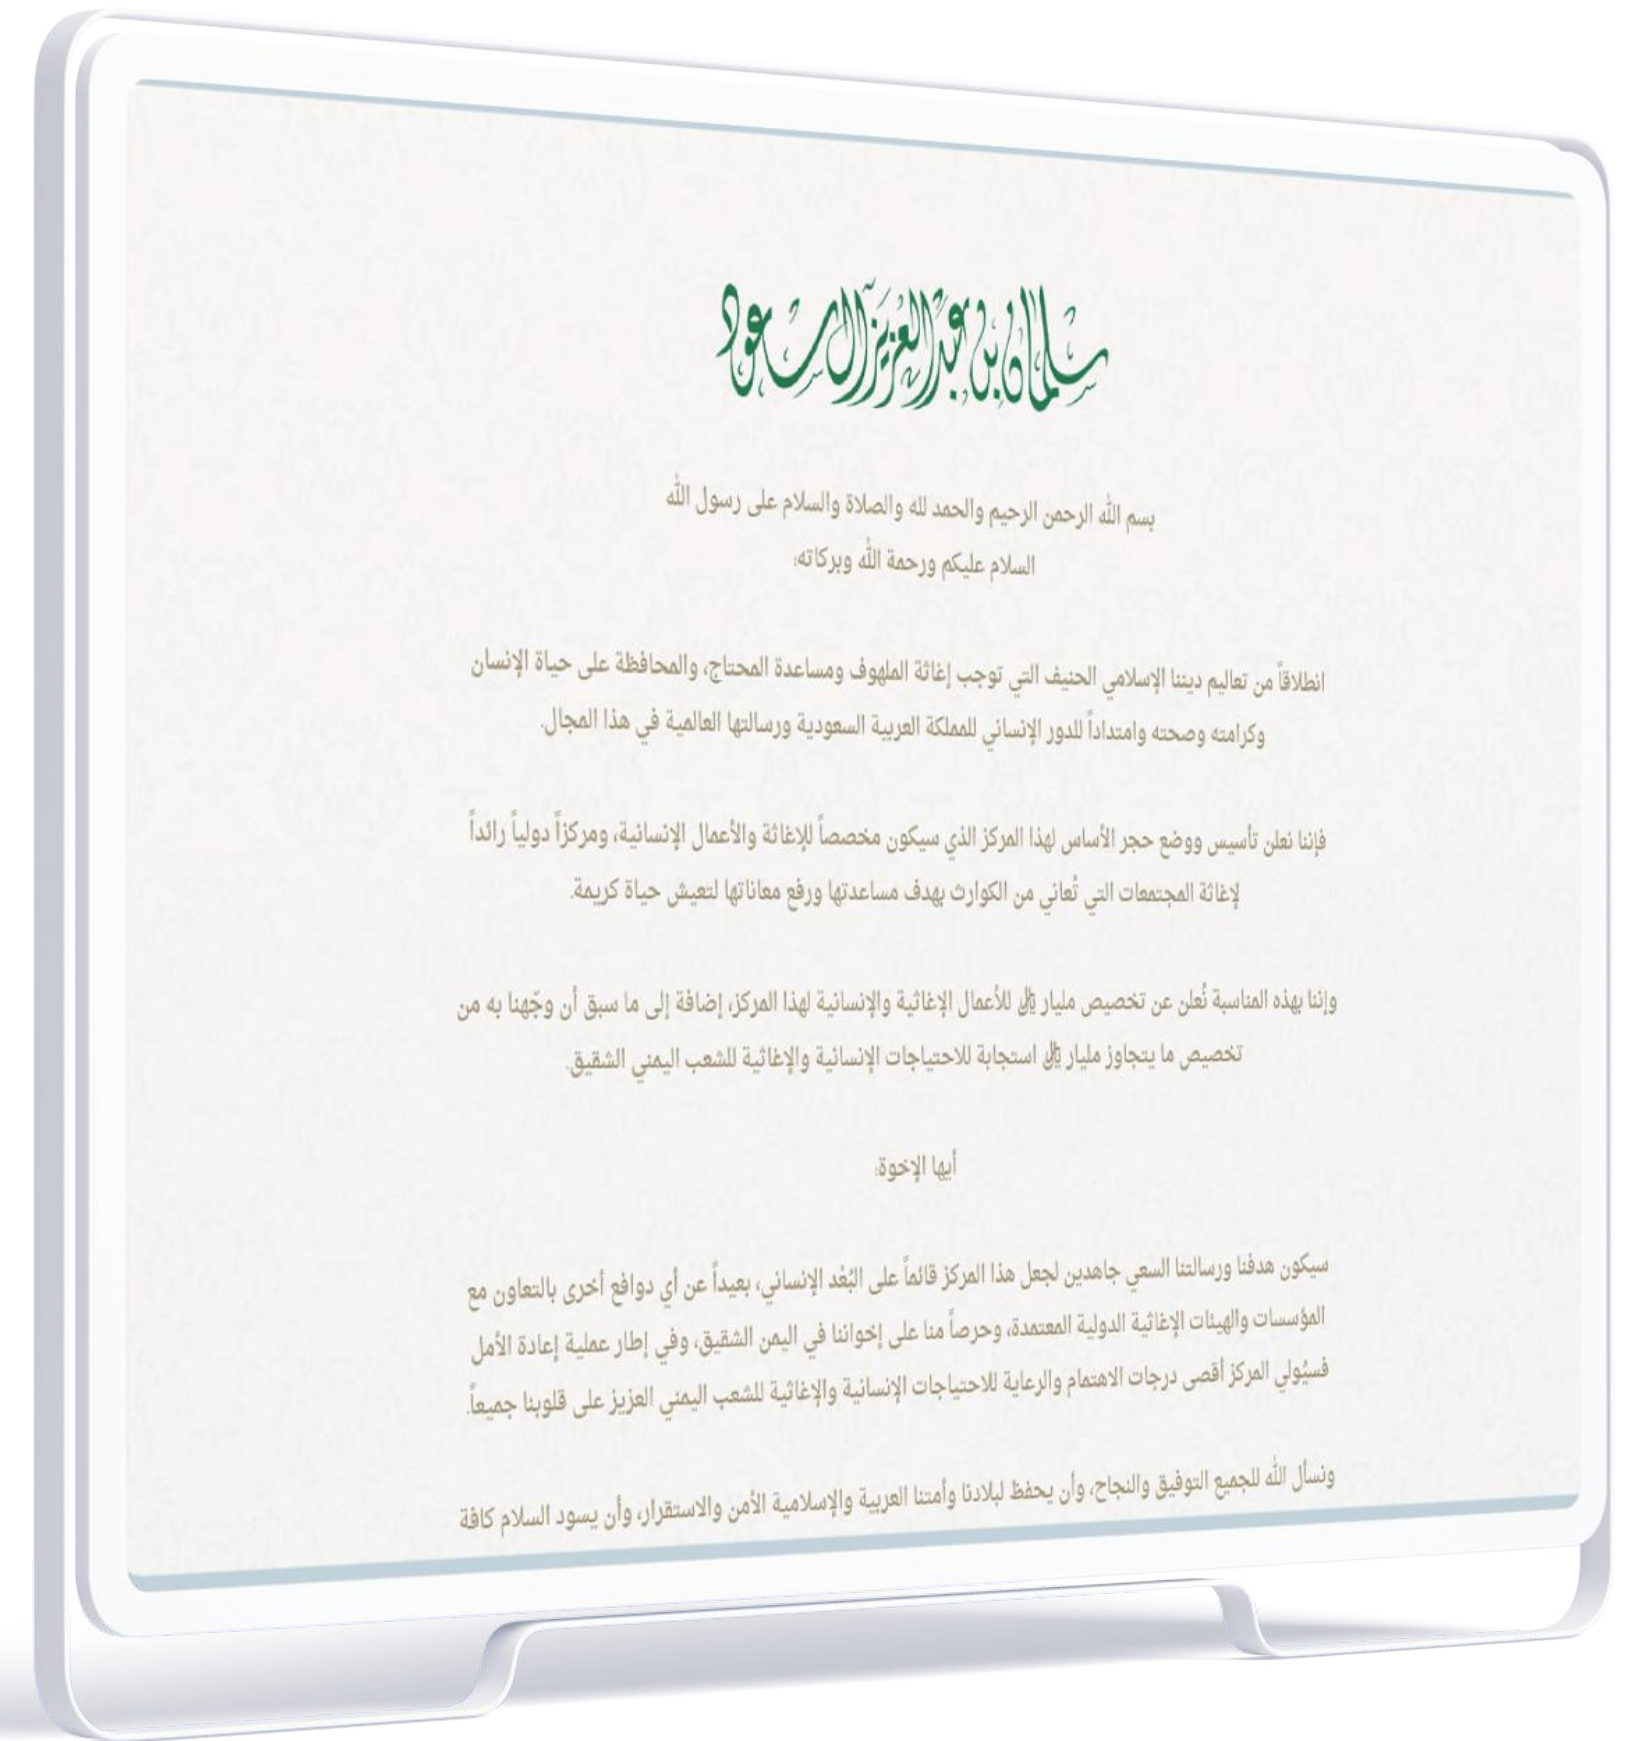 سلمان بن عبدالعزيز آل سعود
بسم الله الرحمن الرحيم والحمد لله والصلاة والسلام على رسول الله
السلام عليكم ورحمة الله وبركاته:
انطلاقاً من تعاليم ديننا الإسلامي الحنيف التي توجب إغاثة الملهوف ومساعدة المحتاج، والمحافظة على حياة الإنسان
وكرامته وصحته وامتداداً للدور الإنساني للمملكة العربية السعودية ورسالتها العالمية في هذا المجال.
فإننا نعلن تأسيس ووضع حجر الأساس لهذا المركز الذي سيكون مخصصاً للإغاثة والأعمال الإنسانية، ومركزاً دولياً رائداً
لإغاثة المجتمعات التي تُعاني من الكوارث بهدف مساعدتها ورفع معاناتها لتعيش حياة كريمة.
وإننا بهذه المناسبة نُعلن عن تخصيص مليار ريال للأعمال الإغاثية والإنسانية لهذا المركز، إضافة إلى ما سبق أن وجّهنا به من
تخصيص ما يتجاوز مليار ريال استجابة للاحتياجات الإنسانية والإغاثية للشعب اليمني الشقيق.
أيها الإخوة:
سيكون هدفنا ورسالتنا السعي جاهدين لجعل هذا المركز قائماً على البُعْد الإنساني، بعيداً عن أي دوافع أخرى بالتعاون مع
المؤسسات والهيئات الإغاثية الدولية المعتمدة، وحرصاً منا على إخواننا في اليمن الشقيق، وفي إطار عملية إعادة الأمل
فسيُولي المركز أقصى درجات الاهتمام والرعاية للاحتياجات الإنسانية والإغاثية للشعب اليمني العزيز على قلوبنا جميعاً.
ونسأل الله للجميع التوفيق والنجاح، وأن يحفظ لبلادنا وأمتنا العربية والإسلامية الأمن والاستقرار، وأن يسود السلام كافة